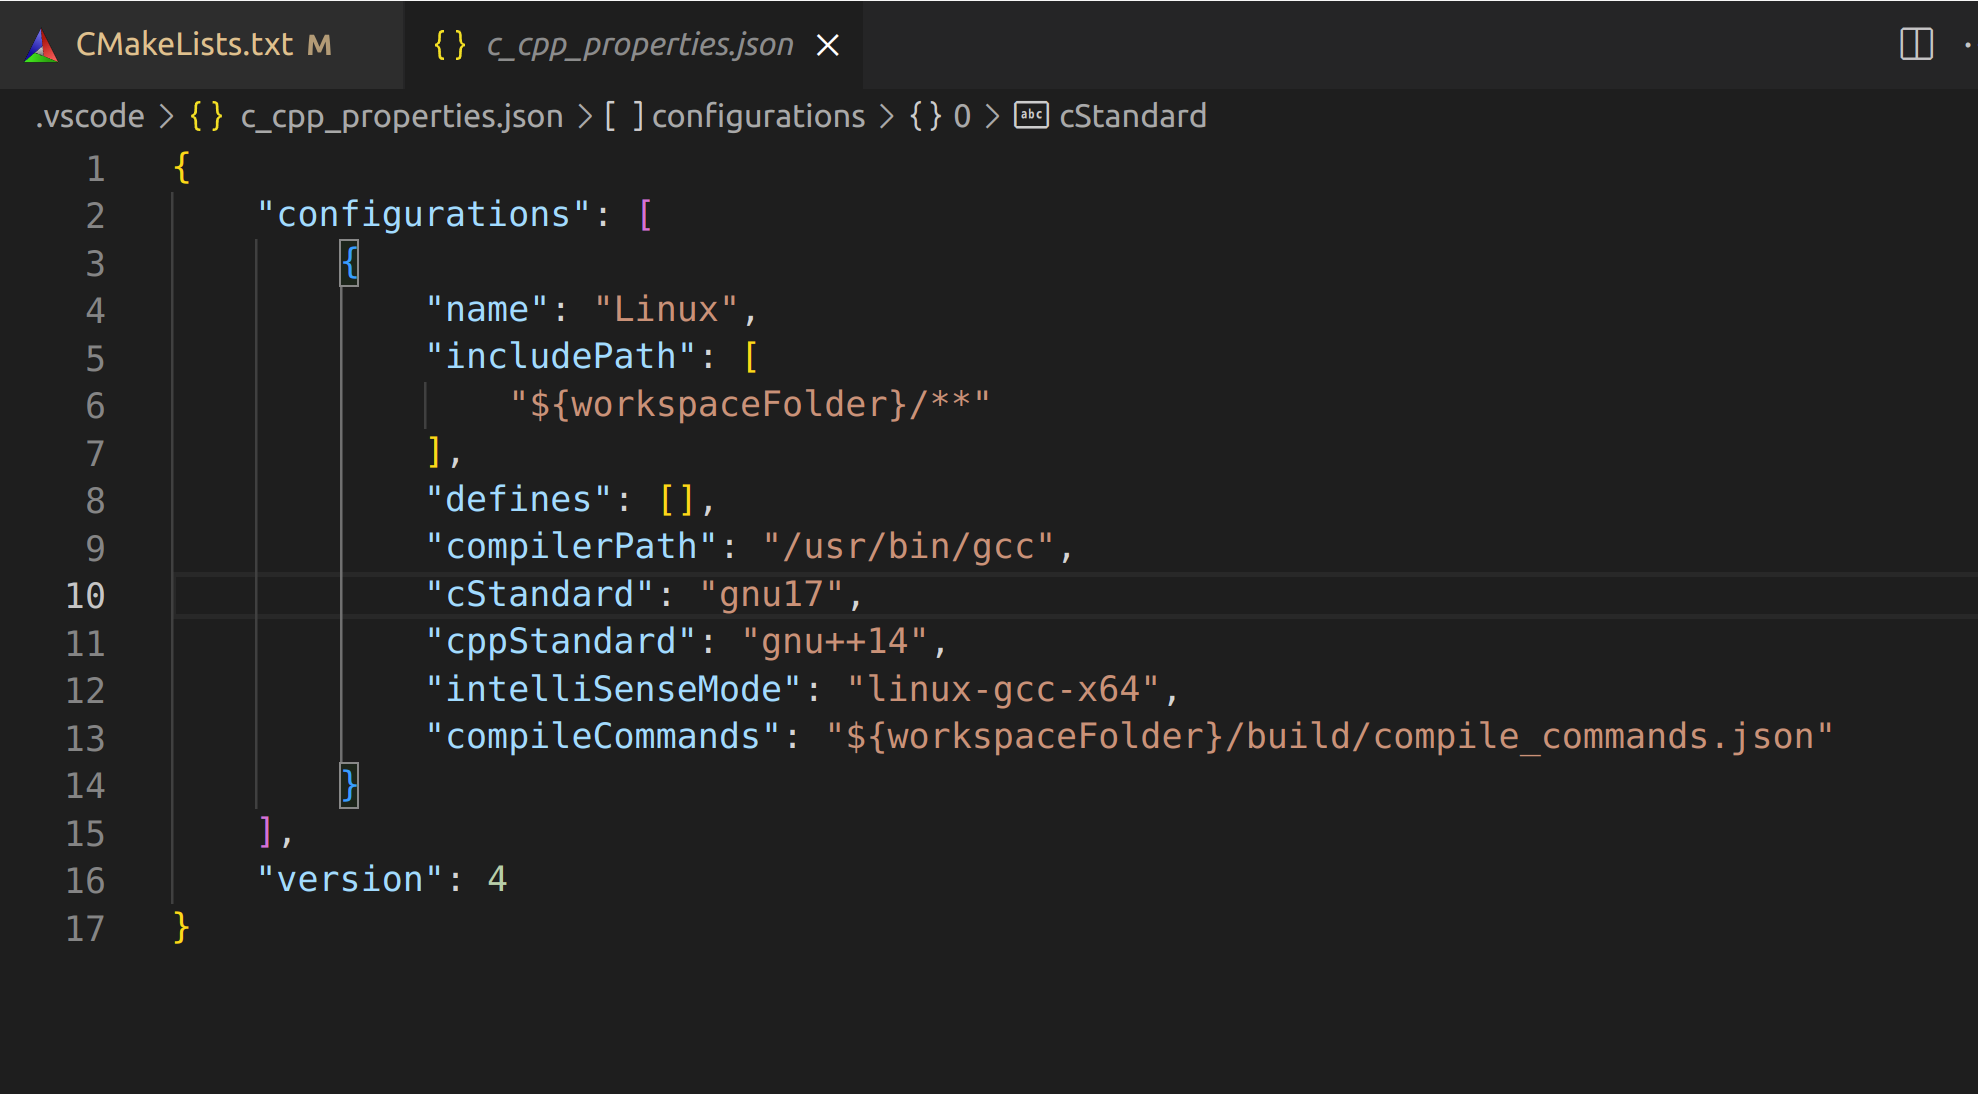 CMakeLists.txt M {} c_cpp_properties.json
.vscode > {} c_cpp_properties.json > [ ] configurations > {} 0 > abc cStandard
1 {
2 "configurations": [
3 {
4 "name": "Linux",
5 "includePath": [
6 "${workspaceFolder}/**"
7 ],
8 "defines": [],
9 "compilerPath": "/usr/bin/gcc",
10 "cStandard": "gnu17",
11 "cppStandard": "gnu++14",
12 "intelliSenseMode": "linux-gcc-x64",
13 "compileCommands": "${workspaceFolder}/build/compile_commands.json"
14 }
15 ],
16 "version": 4
17 }